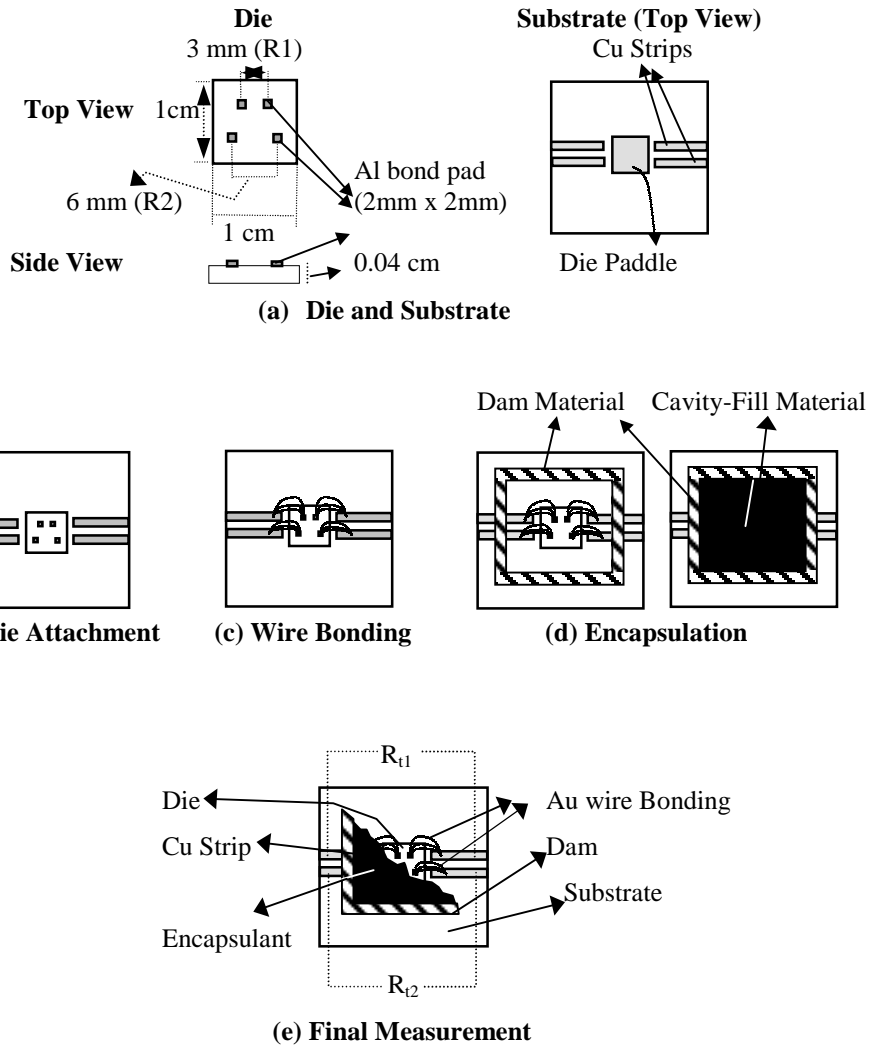 Die
3 mm (R1)
Top View
1cm
6 mm (R2)
1 cm
Al bond pad
(2mm x 2mm)
Side View
0.04 cm
Substrate (Top View)
Cu Strips
Die Paddle
(a) Die and Substrate
ie Attachment
(c) Wire Bonding
Dam Material
Cavity-Fill Material
(d) Encapsulation
Rt1
Die
Cu Strip
Encapsulant
Au wire Bonding
Dam
Substrate
Rt2
(e) Final Measurement